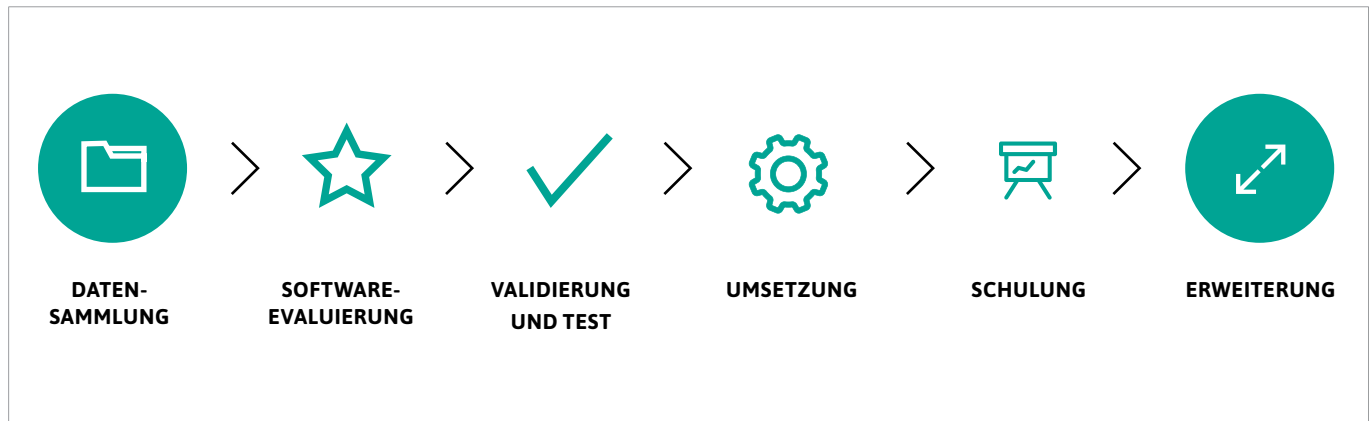 DATEN-
SAMMLUNG
SOFTWARE-
EVALUIERUNG
VALIDIERUNG
UND TEST
UMSETZUNG
SCHULUNG
ERWEITERUNG